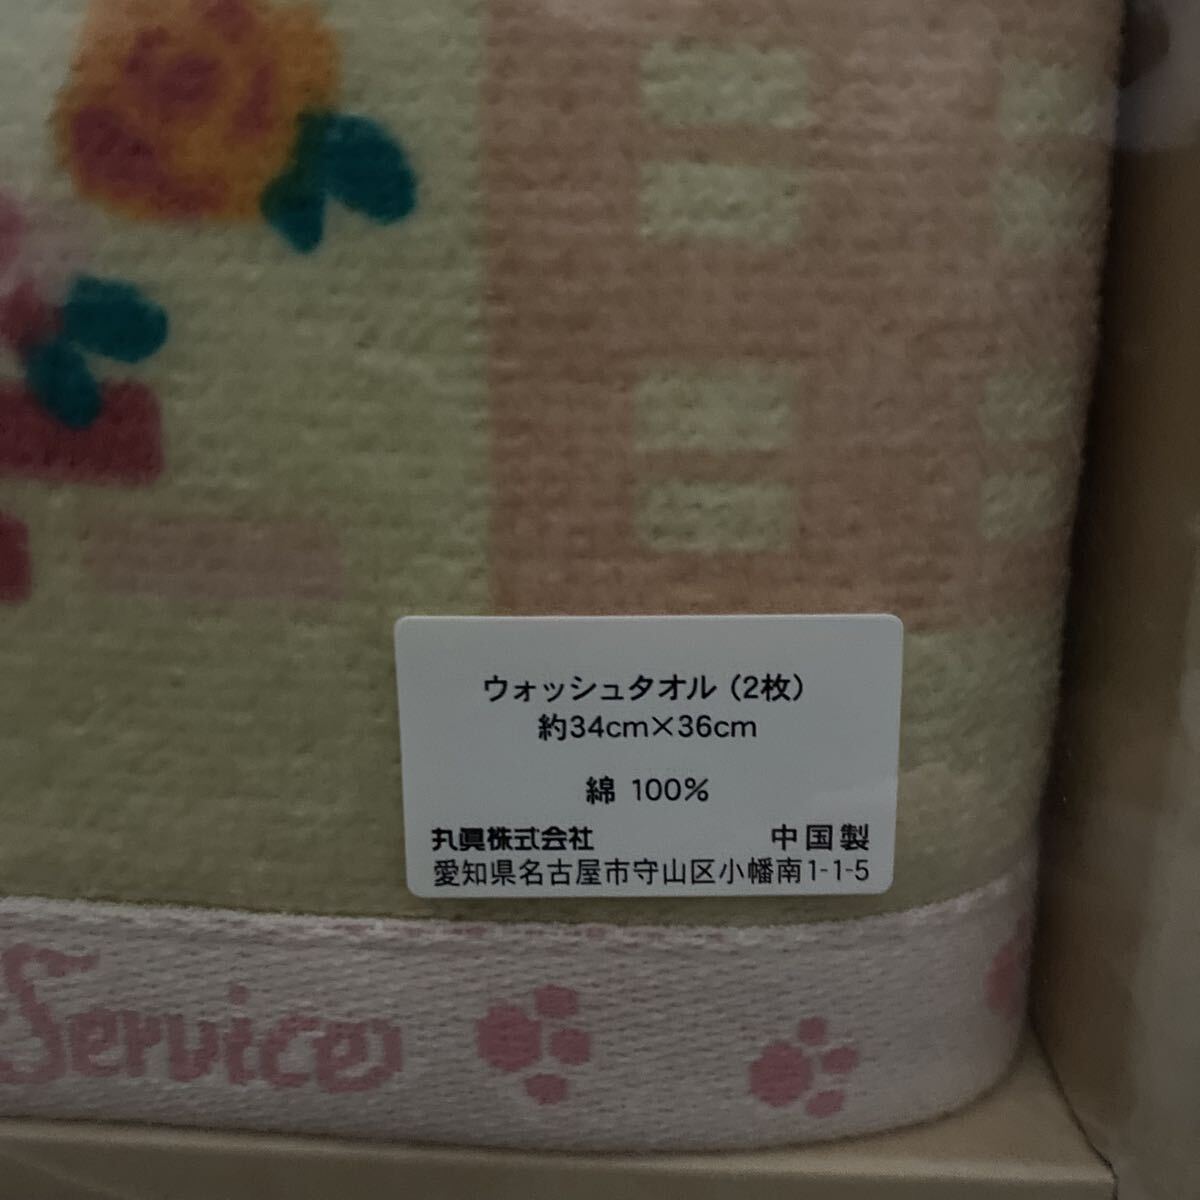 ウォッシュタオル（2枚）
約34cm×36cm
綿 100%
丸眞株式会社 中国製
愛知県名古屋市守山区小幡南1-1-5
Service